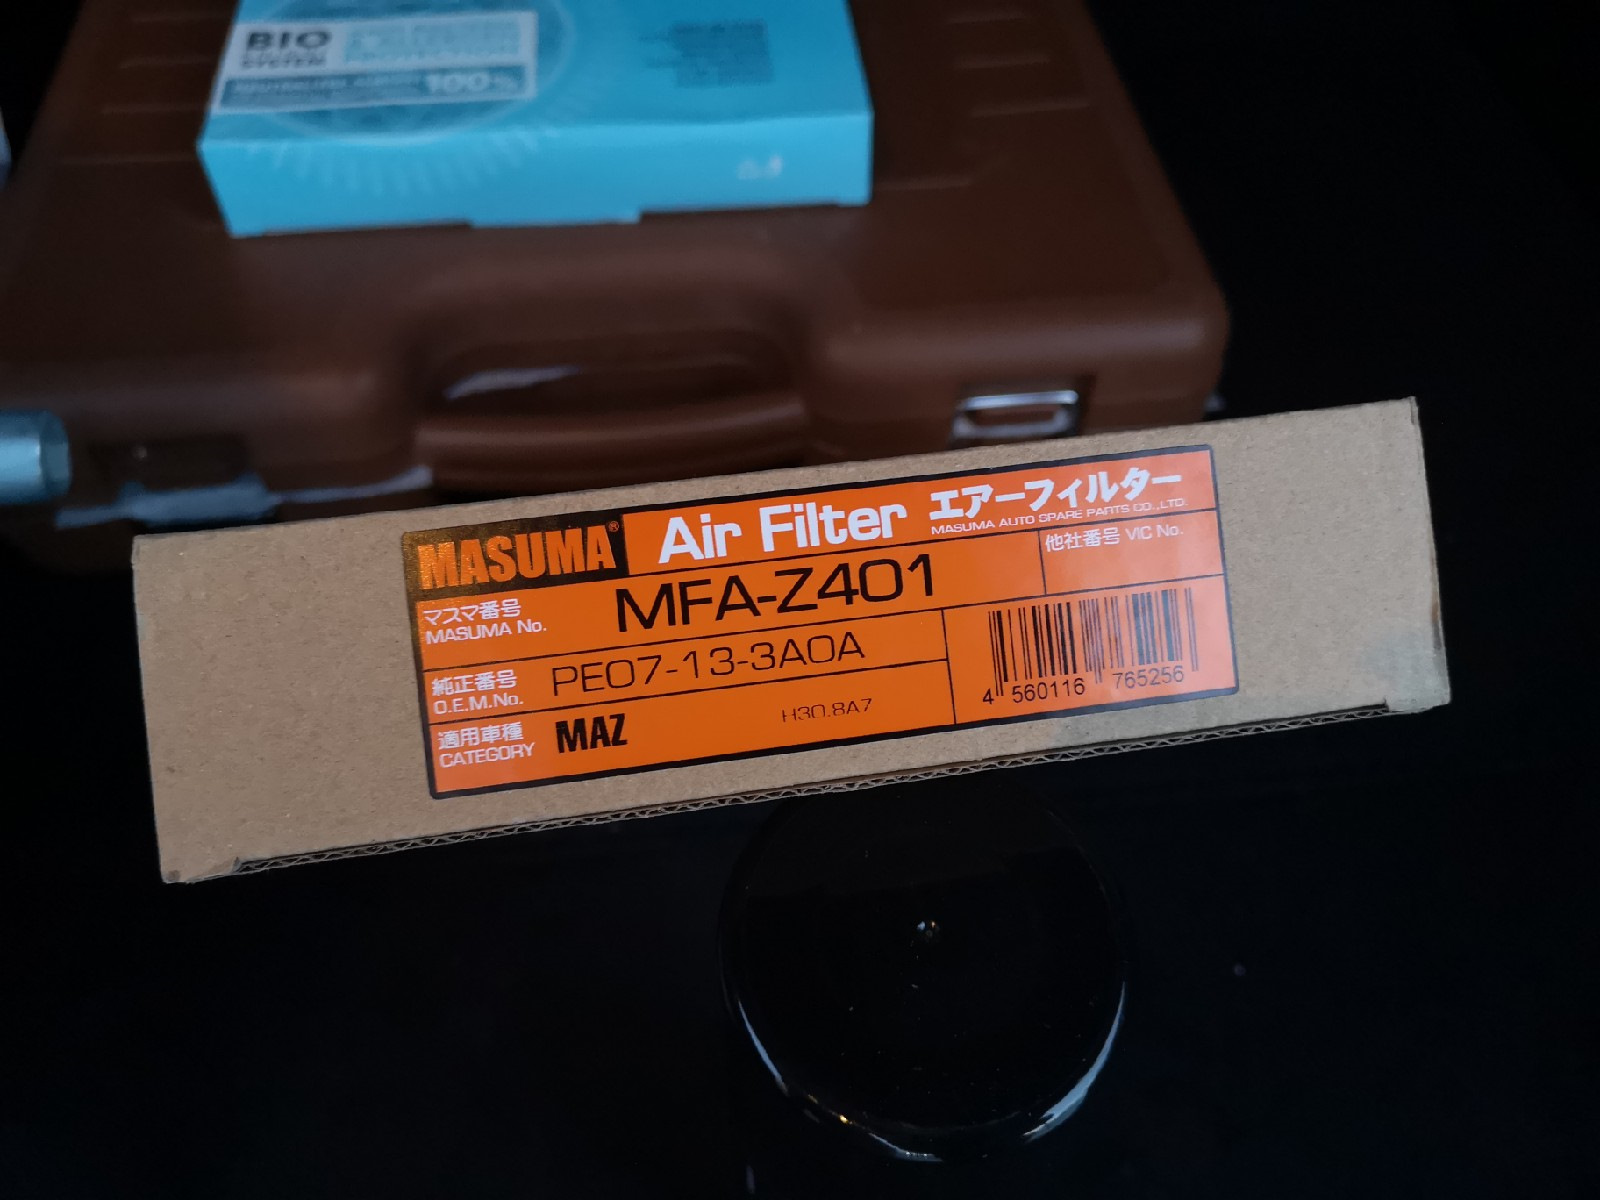 BIO
SYSTEM
100%
MASUMA®
Air Filter エアーフィルター
MASUMA AUTO SPARE PARTS CO.,LTD.
マスマ番号
MASUMA No.
MFA-Z401
他社番号 VIC No.
純正番号
O.E.M.No.
PE07-13-3A0A
適用車種
CATEGORY
MAZ
H30.8A7
4 560116 765256